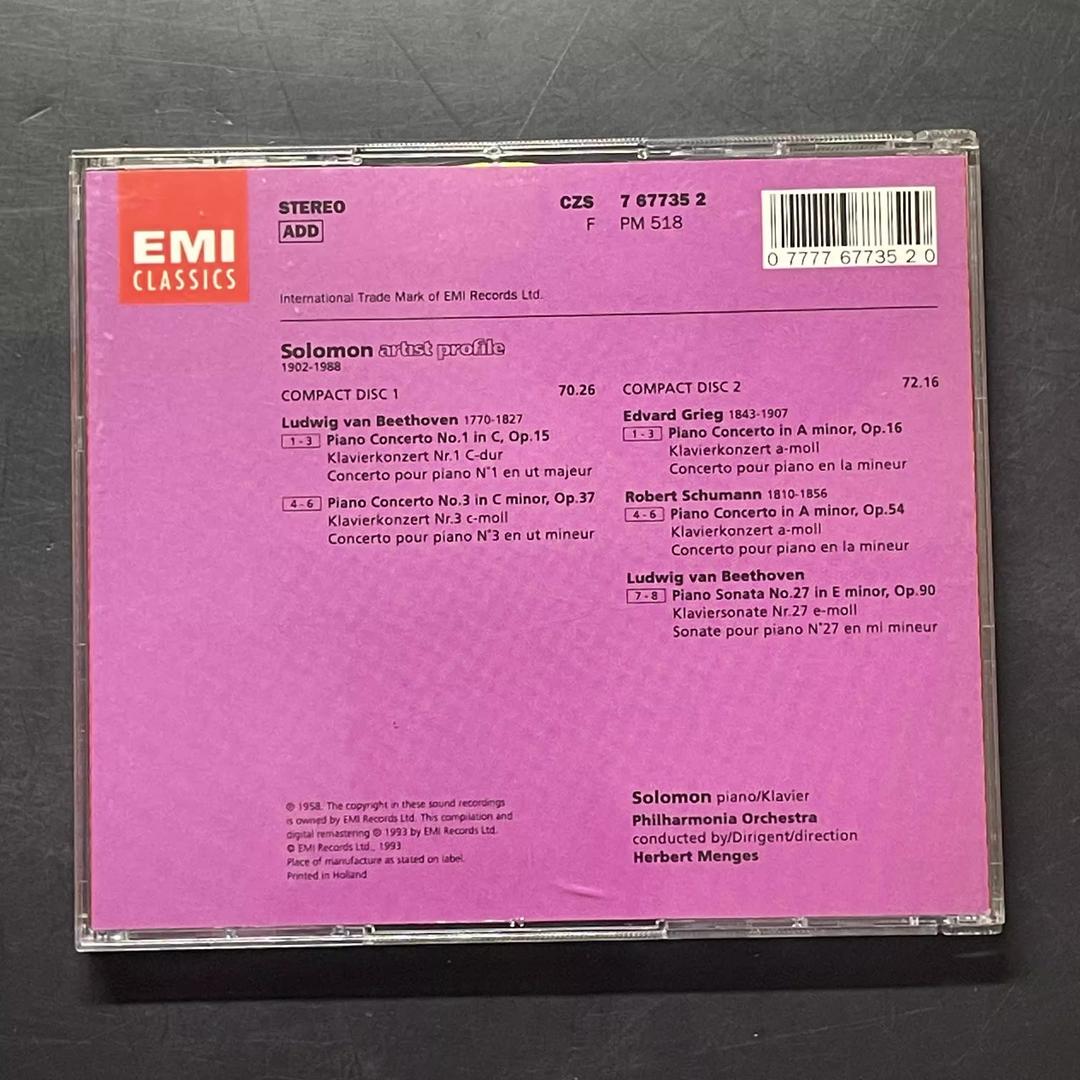 EMI
CLASSICS
STEREO
ADD
CZS 7 67735 2
F PM 518
0 7777 67735 2 0
International Trade Mark of EMI Records Ltd.
Solomon artist profile
1902-1988
COMPACT DISC 1 70.26
Ludwig van Beethoven 1770-1827
1-3 Piano Concerto No.1 in C, Op.15
Klavierkonzert Nr.1 C-dur
Concerto pour piano N°1 en ut majeur
4-6 Piano Concerto No.3 in C minor, Op.37
Klavierkonzert Nr.3 c-moll
Concerto pour piano N°3 en ut mineur
COMPACT DISC 2 72.16
Edvard Grieg 1843-1907
1-3 Piano Concerto in A minor, Op.16
Klavierkonzert a-moll
Concerto pour piano en la mineur
Robert Schumann 1810-1856
4-6 Piano Concerto in A minor, Op.54
Klavierkonzert a-moll
Concerto pour piano en la mineur
Ludwig van Beethoven
7-8 Piano Sonata No.27 in E minor, Op.90
Klaviersonate Nr.27 e-moll
Sonate pour piano N°27 en mi mineur
℗ 1958. The copyright in these sound recordings
is owned by EMI Records Ltd. This compilation and
digital remastering ℗ 1993 by EMI Records Ltd.
© EMI Records Ltd., 1993
Place of manufacture as stated on label.
Printed in Holland
Solomon piano/Klavier
Philharmonia Orchestra
conducted by/Dirigent/direction
Herbert Menges